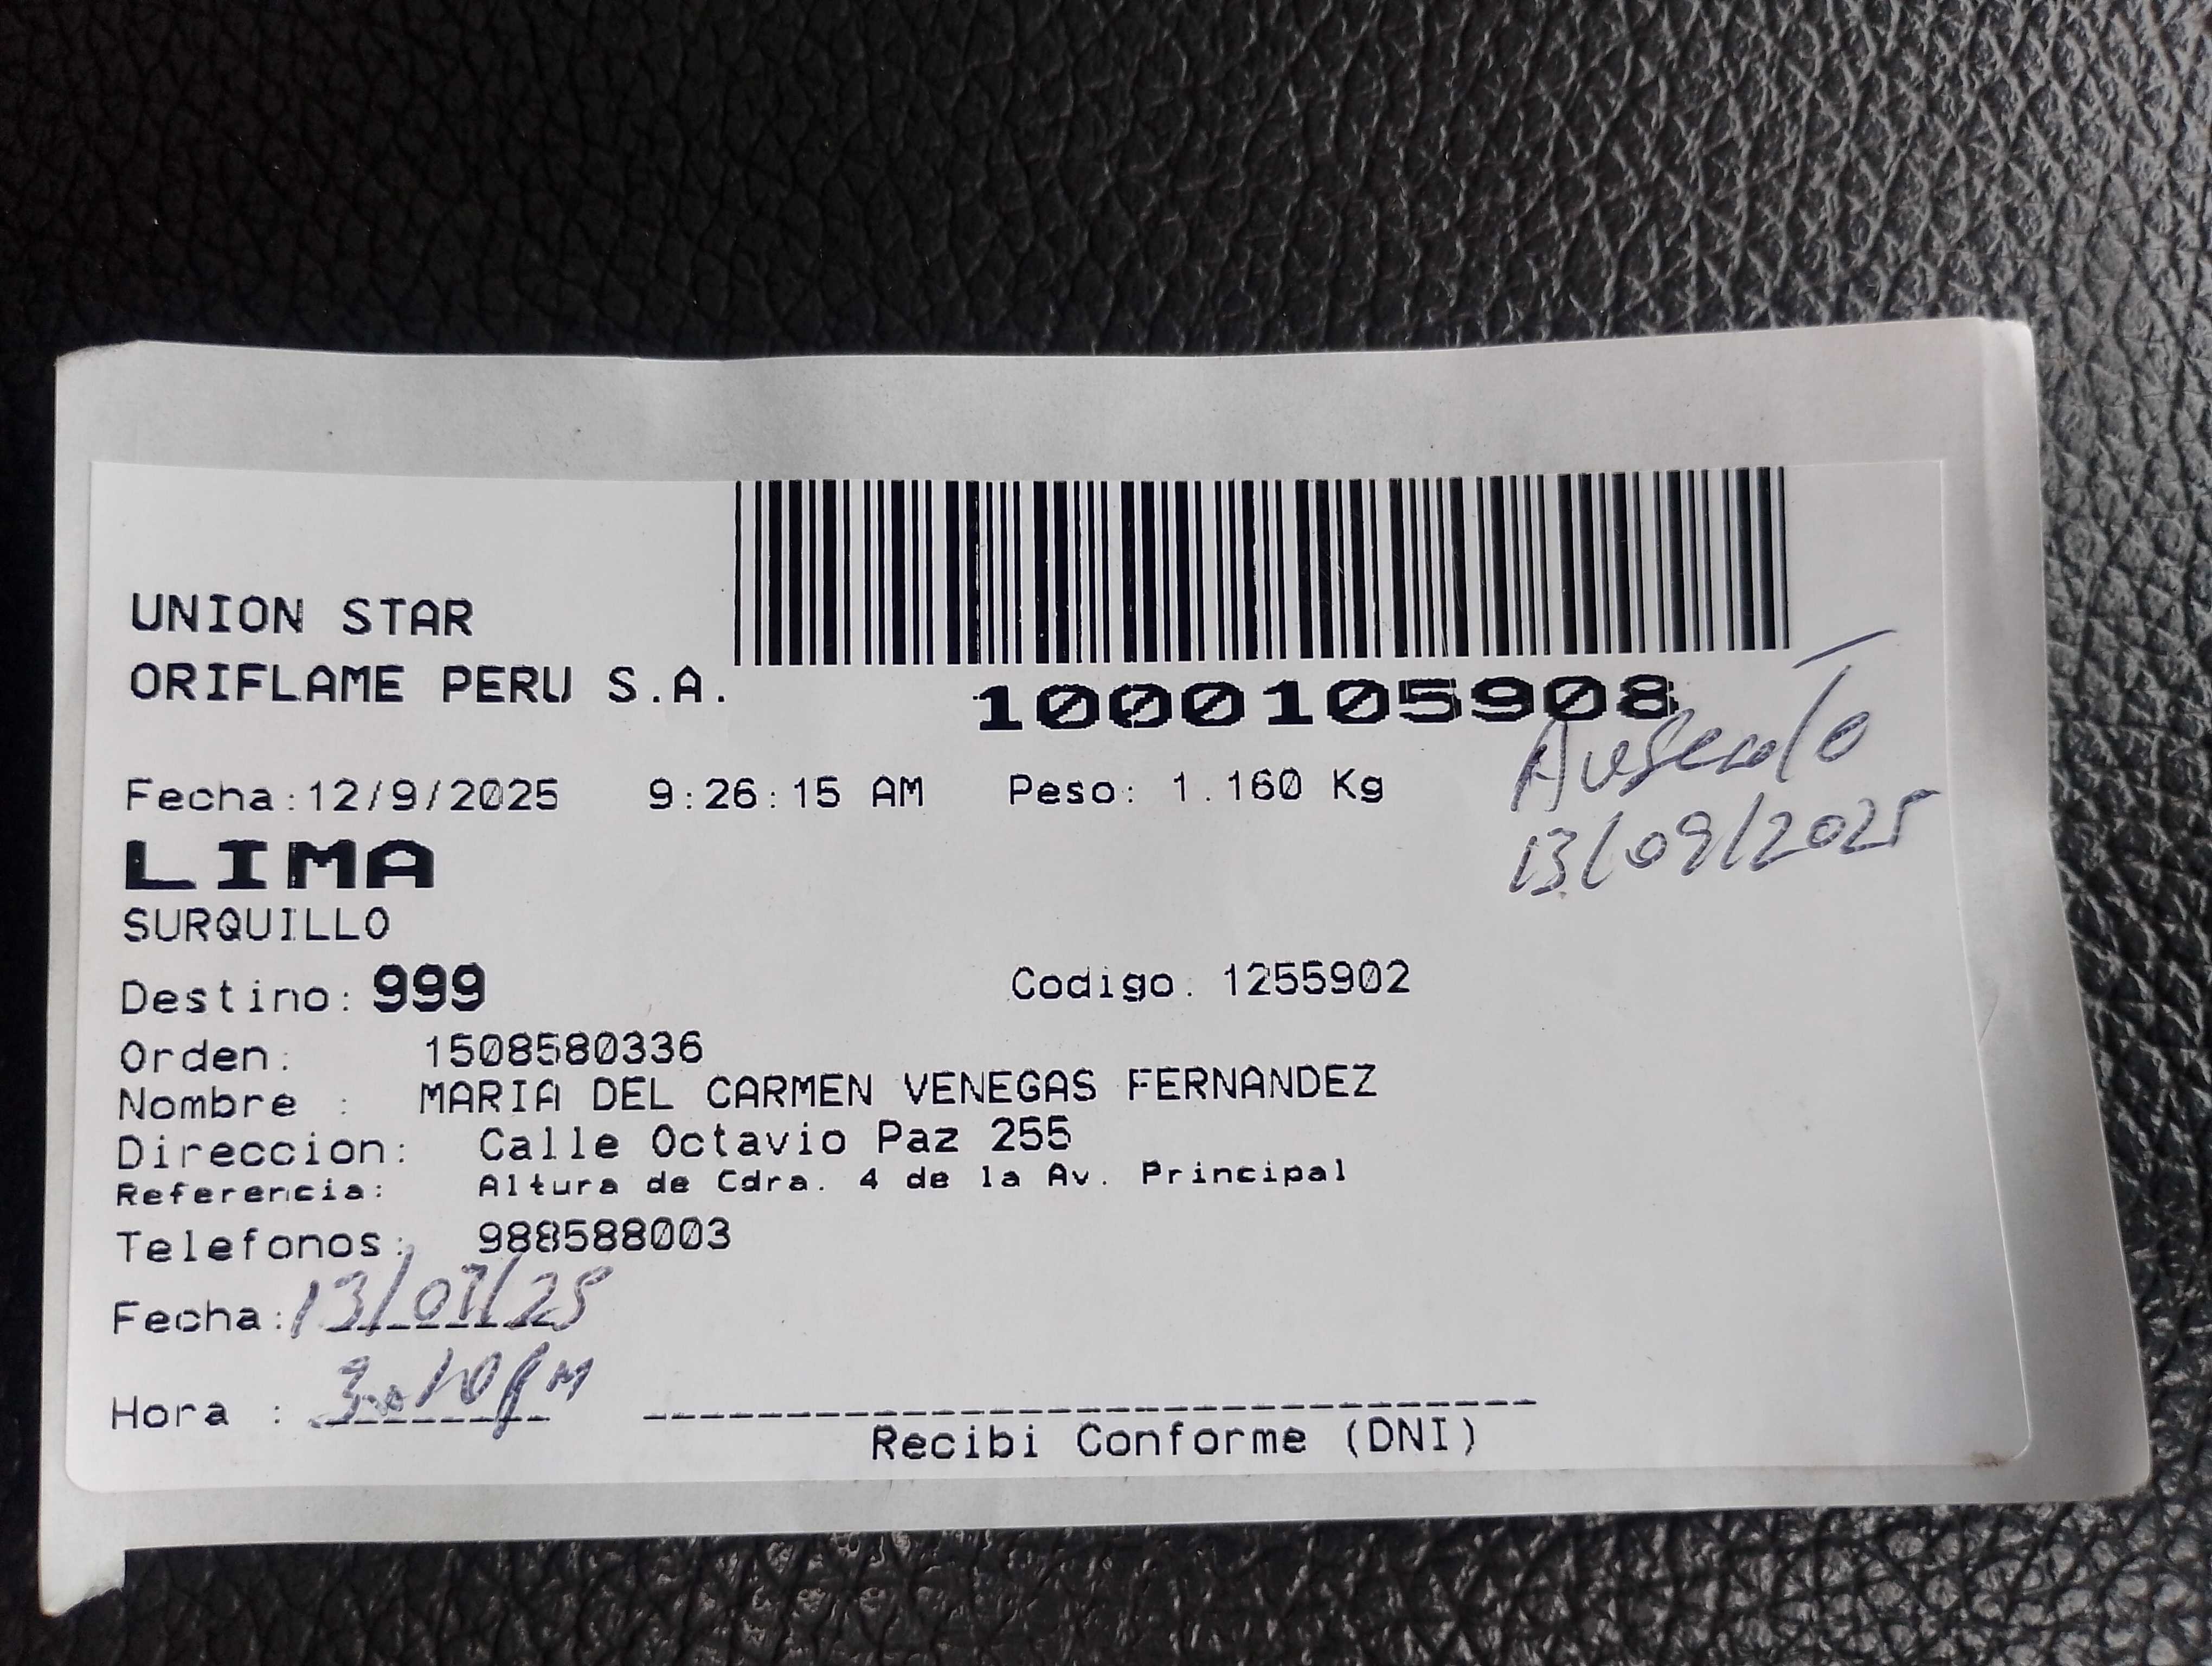 UNION STAR
ORIFLAME PERU S.A.
1000105908
Ausento
13/09/2025
Fecha:12/9/2025 9:26:15 AM Peso: 1.160 Kg
LIMA
SURQUILLO
Destino: 999 Codigo: 1255902
Orden: 1508580336
Nombre : MARIA DEL CARMEN VENEGAS FERNANDEZ
Direccion: Calle Octavio Paz 255
Referencia: Altura de Cdra. 4 de la Av. Principal
Telefonos: 988588003
Fecha: 13/09/25
Hora : 3:10 PM
Recibi Conforme (DNI)